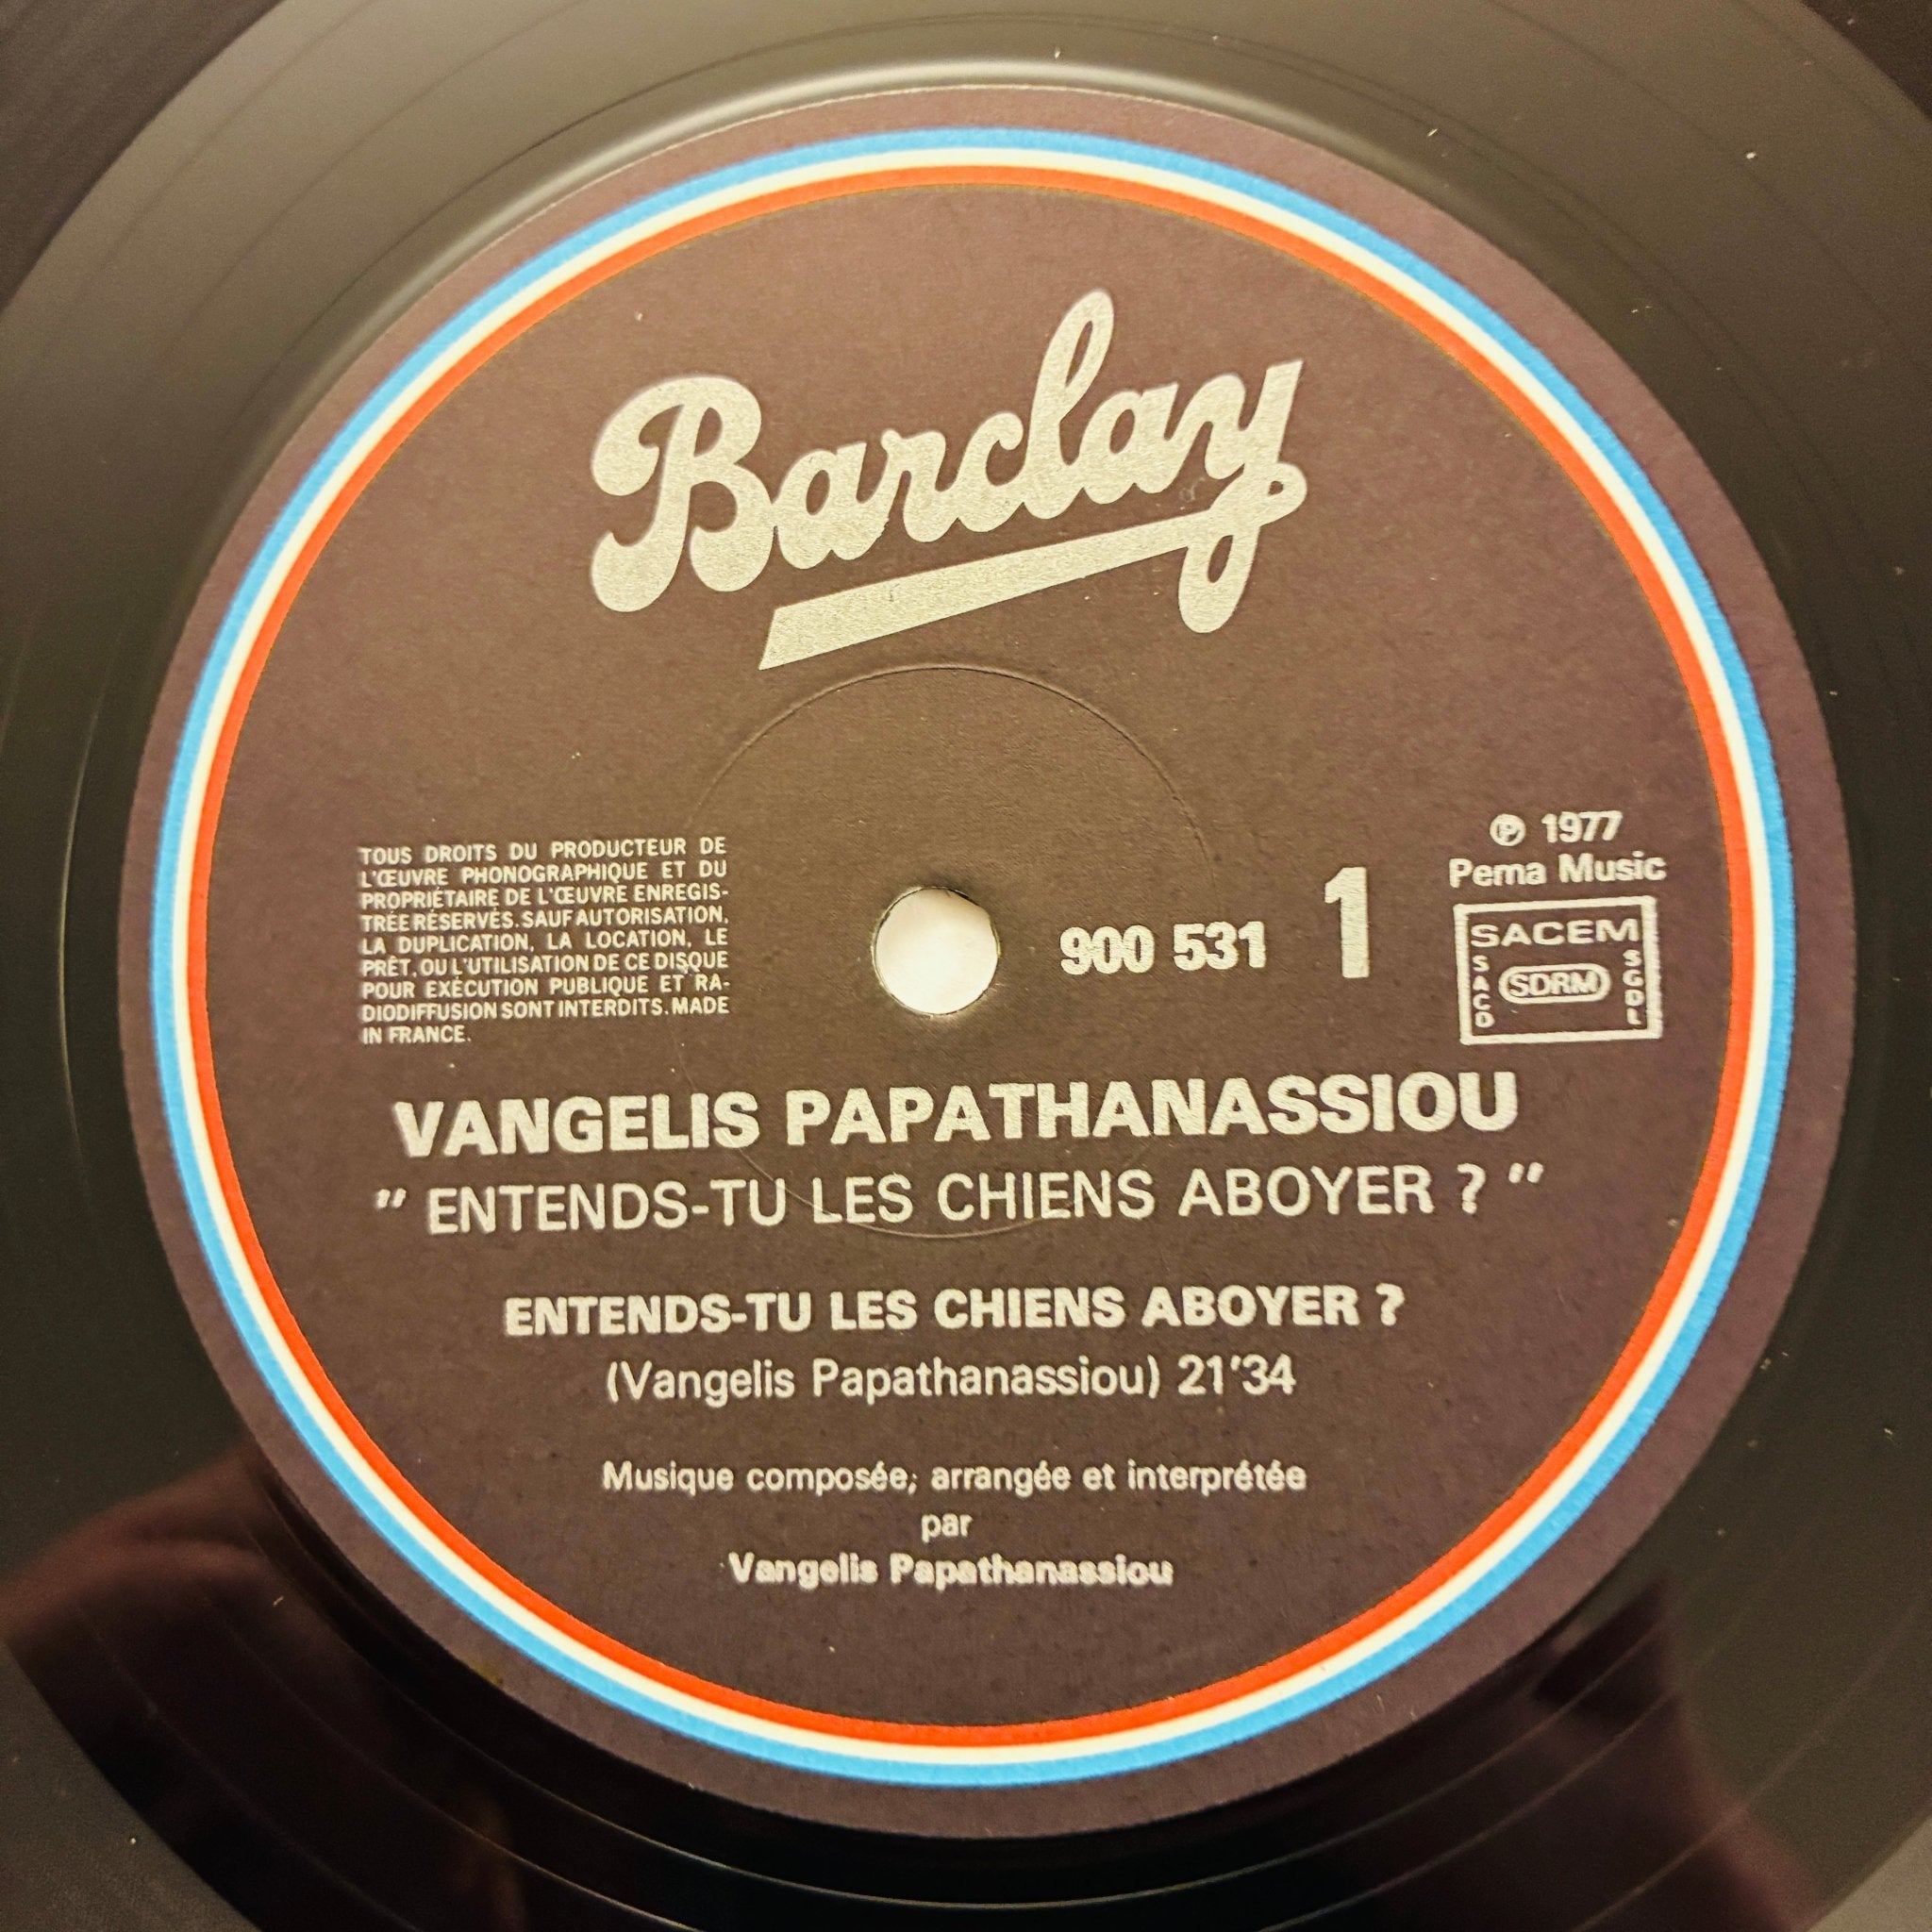 Barclay
TOUS DROITS DU PRODUCTEUR DE
L'ŒUVRE PHONOGRAPHIQUE ET DU
PROPRIÉTAIRE DE L'ŒUVRE ENREGIS-
TRÉE RÉSERVÉS. SAUF AUTORISATION,
LA DUPLICATION, LA LOCATION, LE
PRÊT, OU L'UTILISATION DE CE DISQUE
POUR EXÉCUTION PUBLIQUE ET RA-
DIODIFFUSION SONT INTERDITS. MADE
IN FRANCE.
900 531 1
℗ 1977
Pema Music
SACEM
SACD
SDRM
SGDL
VANGELIS PAPATHANASSIOU
" ENTENDS-TU LES CHIENS ABOYER ? "
ENTENDS-TU LES CHIENS ABOYER ?
(Vangelis Papathanassiou) 21'34
Musique composée; arrangée et interprétée
par
Vangelis Papathanassiou